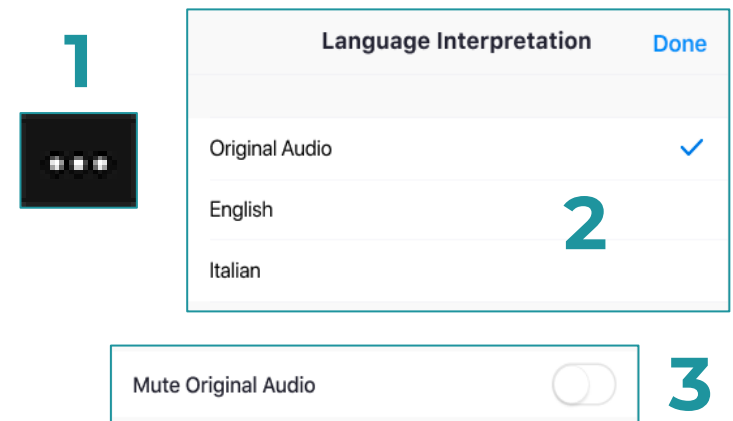 1
Language Interpretation Done
Original Audio
English
2
Italian
Mute Original Audio
3